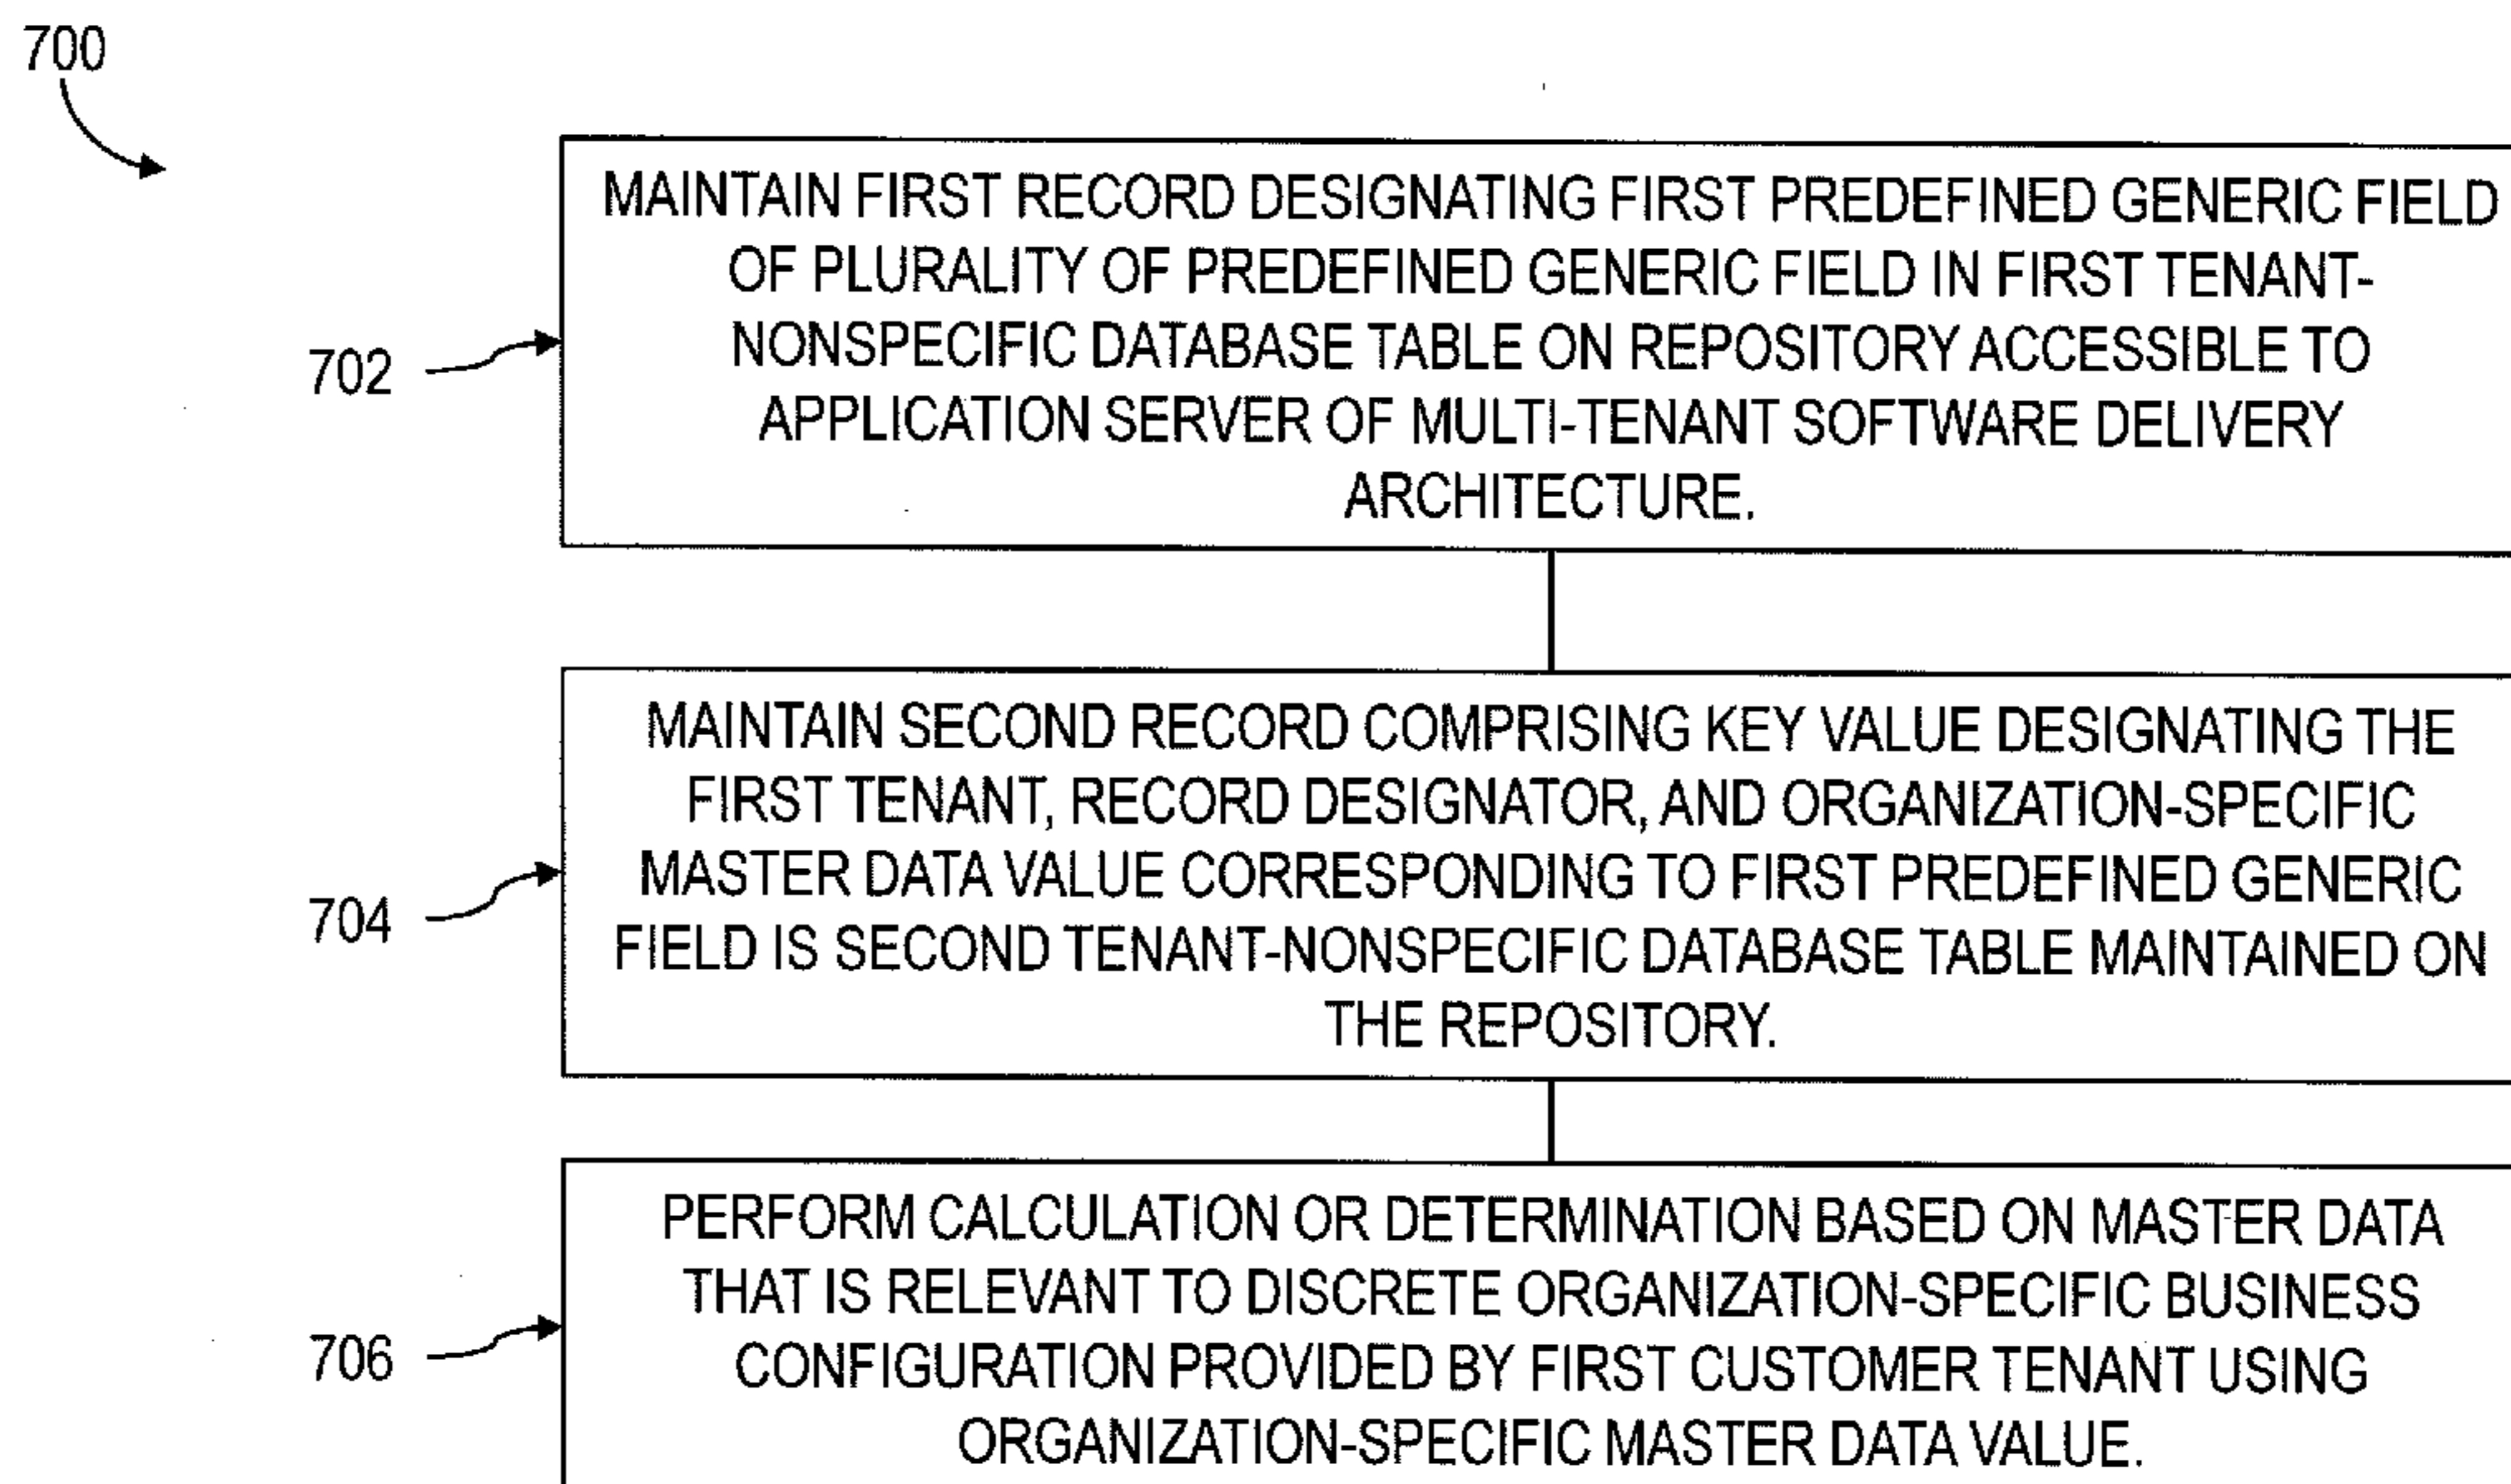 700
MAINTAIN FIRST RECORD DESIGNATING FIRST PREDEFINED GENERIC FIELD
OF PLURALITY OF PREDEFINED GENERIC FIELD IN FIRST TENANT-
NONSPECIFIC DATABASE TABLE ON REPOSITORY ACCESSIBLE TO
APPLICATION SERVER OF MULTI-TENANT SOFTWARE DELIVERY
ARCHITECTURE.
702
MAINTAIN SECOND RECORD COMPRISING KEY VALUE DESIGNATING THE
FIRST TENANT, RECORD DESIGNATOR, AND ORGANIZATION-SPECIFIC
MASTER DATA VALUE CORRESPONDING TO FIRST PREDEFINED GENERIC
FIELD IS SECOND TENANT-NONSPECIFIC DATABASE TABLE MAINTAINED ON
THE REPOSITORY.
704
PERFORM CALCULATION OR DETERMINATION BASED ON MASTER DATA
THAT IS RELEVANT TO DISCRETE ORGANIZATION-SPECIFIC BUSINESS
CONFIGURATION PROVIDED BY FIRST CUSTOMER TENANT USING
ORGANIZATION-SPECIFIC MASTER DATA VALUE.
706